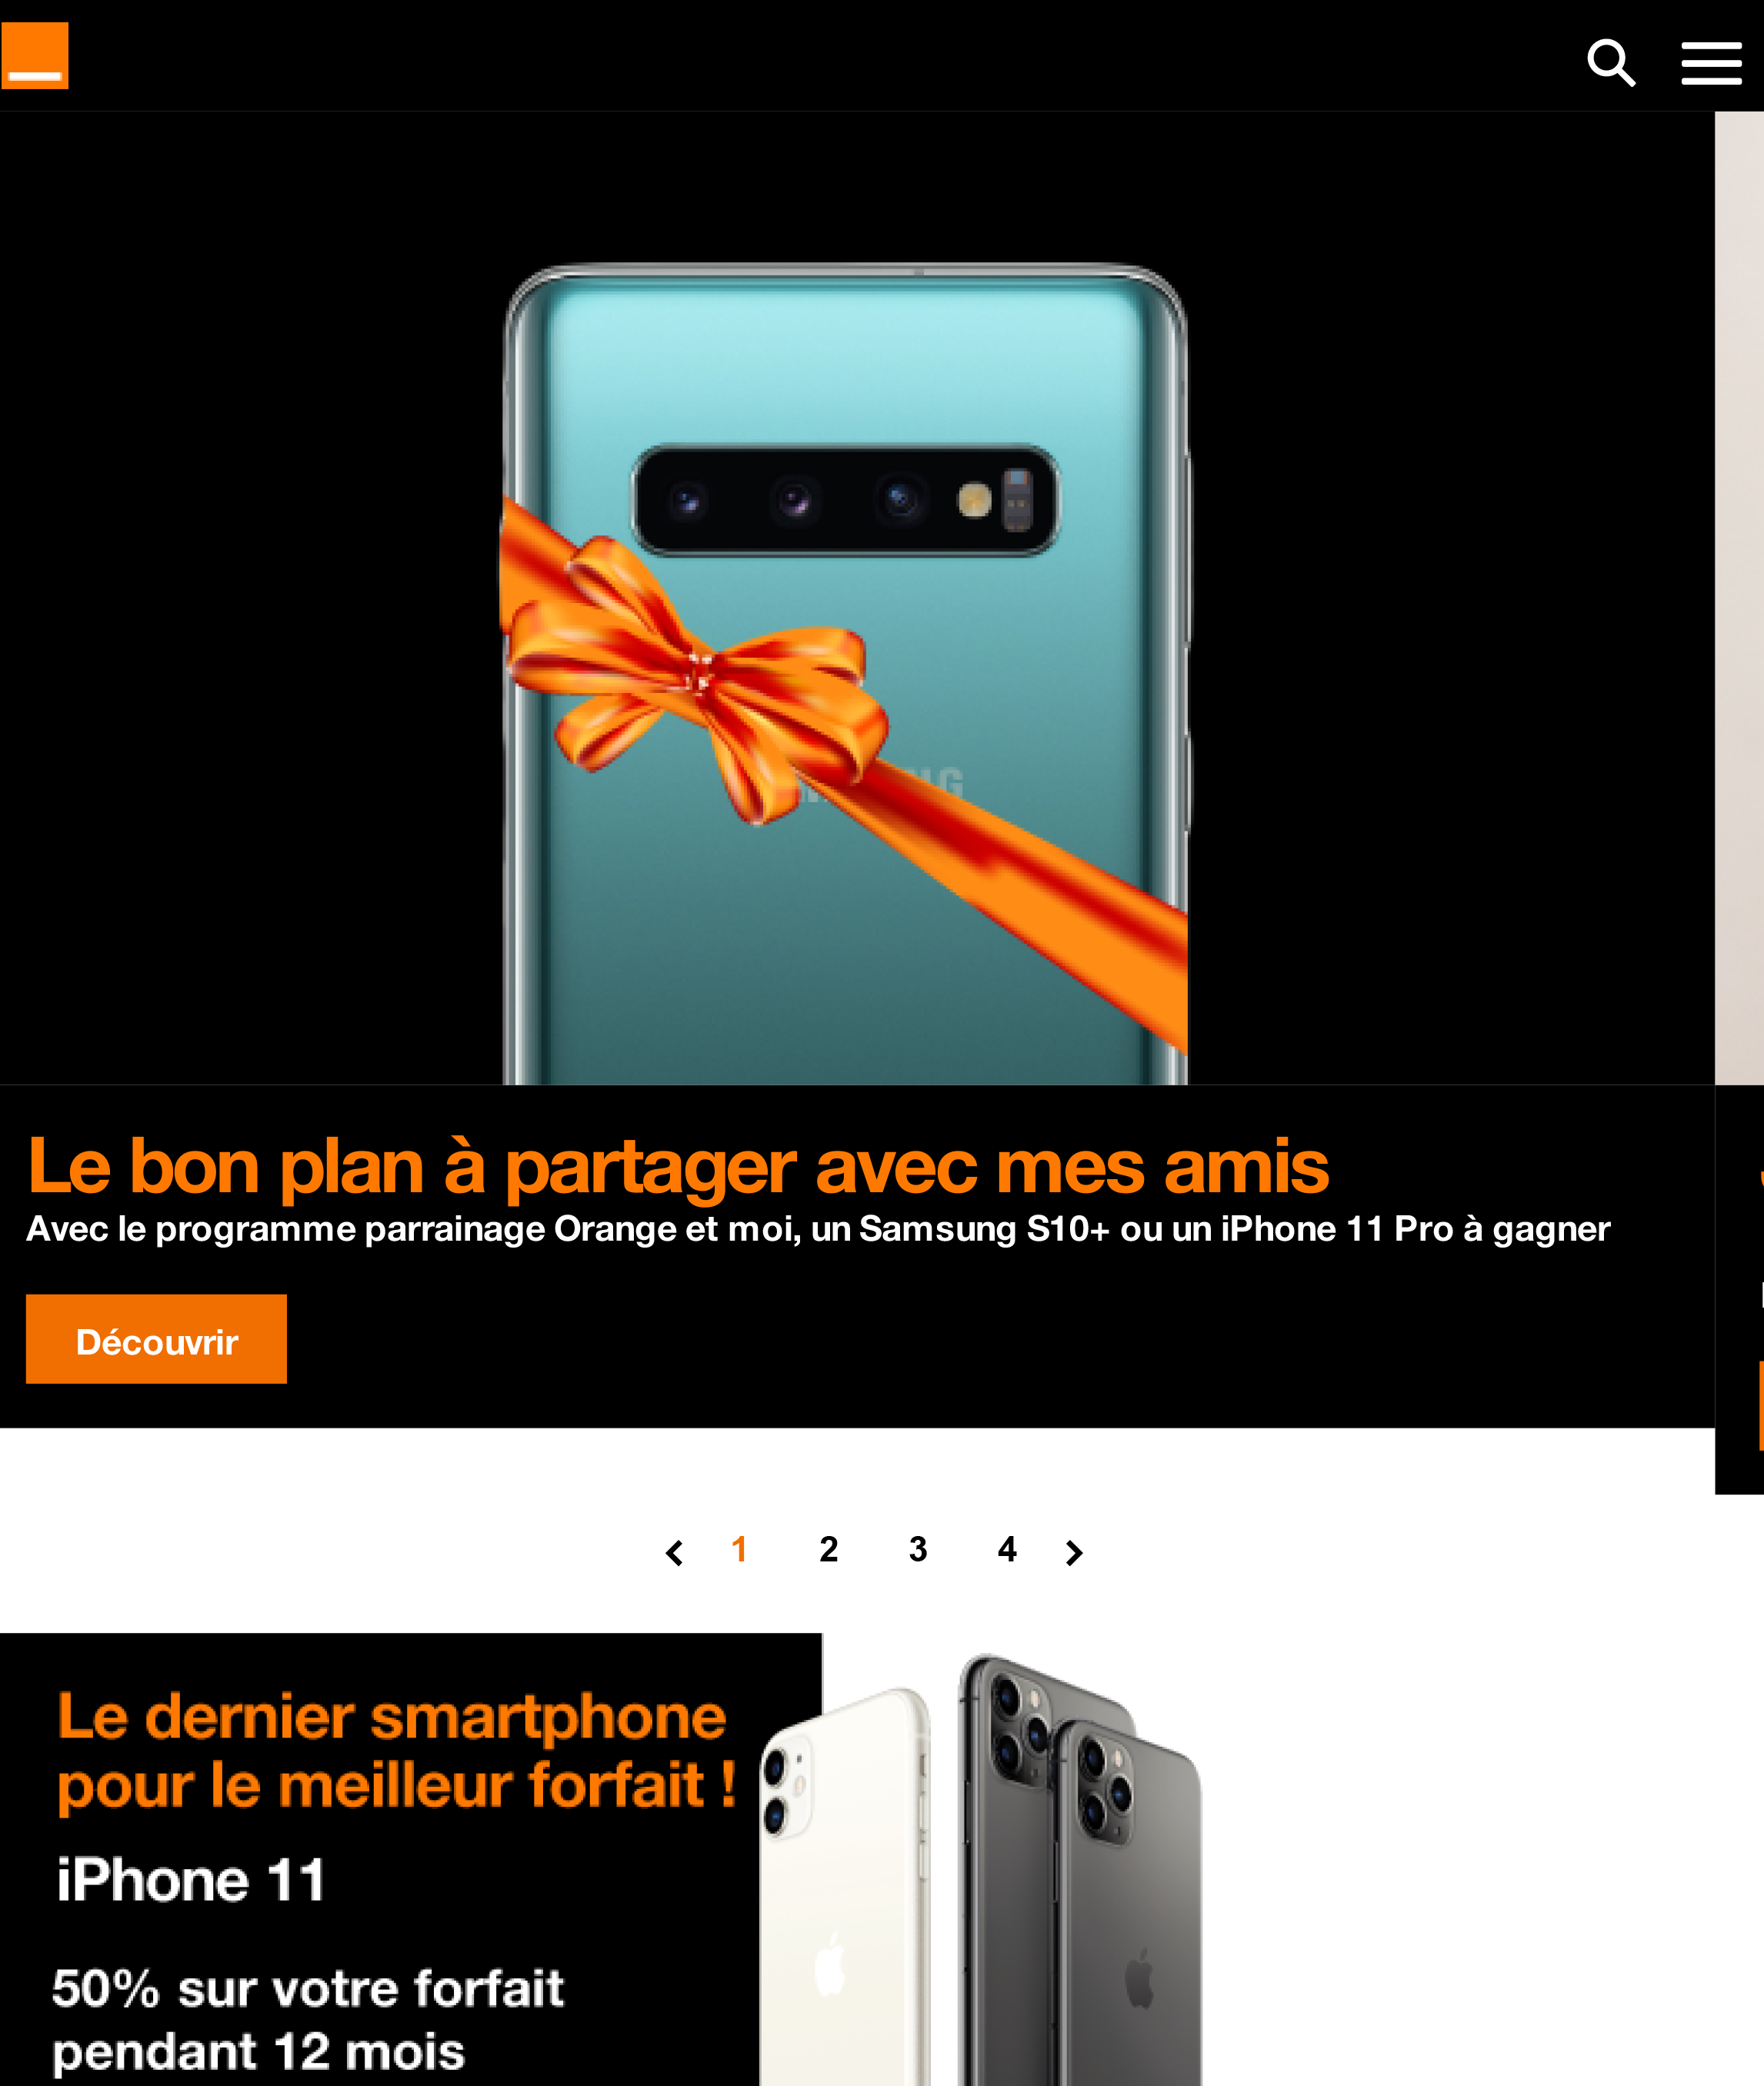 Le bon plan à partager avec mes amis
Avec le programme parrainage Orange et moi, un Samsung S10+ ou un iPhone 11 Pro à gagner
Découvrir
1 2 3 4
Le dernier smartphone
pour le meilleur forfait !
iPhone 11
50% sur votre forfait
pendant 12 mois